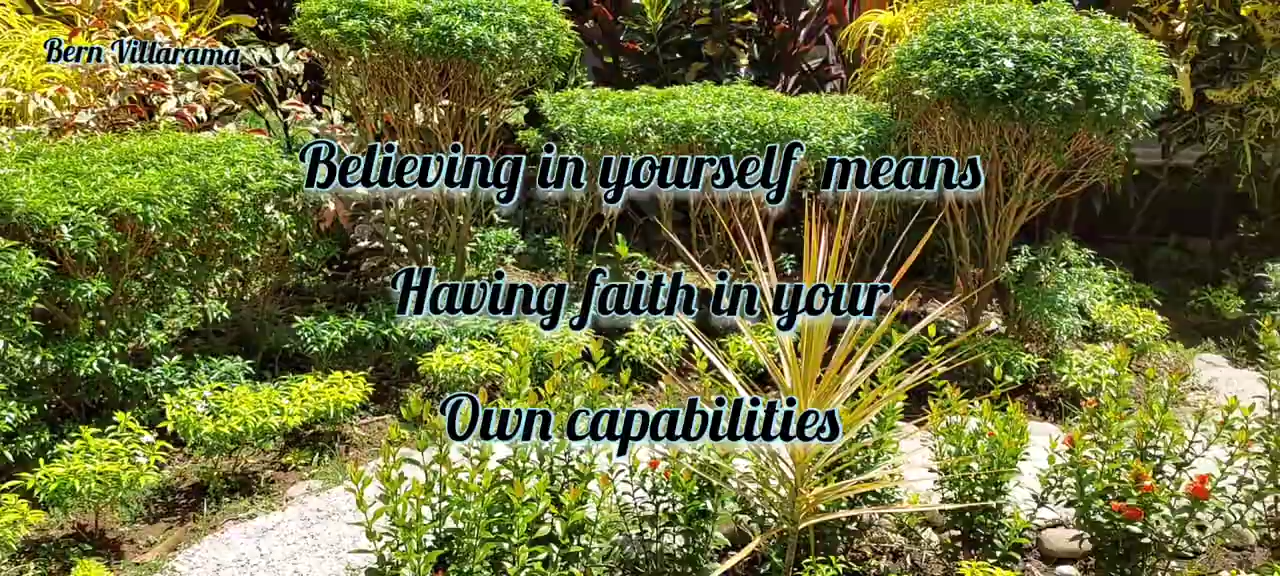 Bern Villarama
Believing in yourself means
Having faith in your
Own capabilities